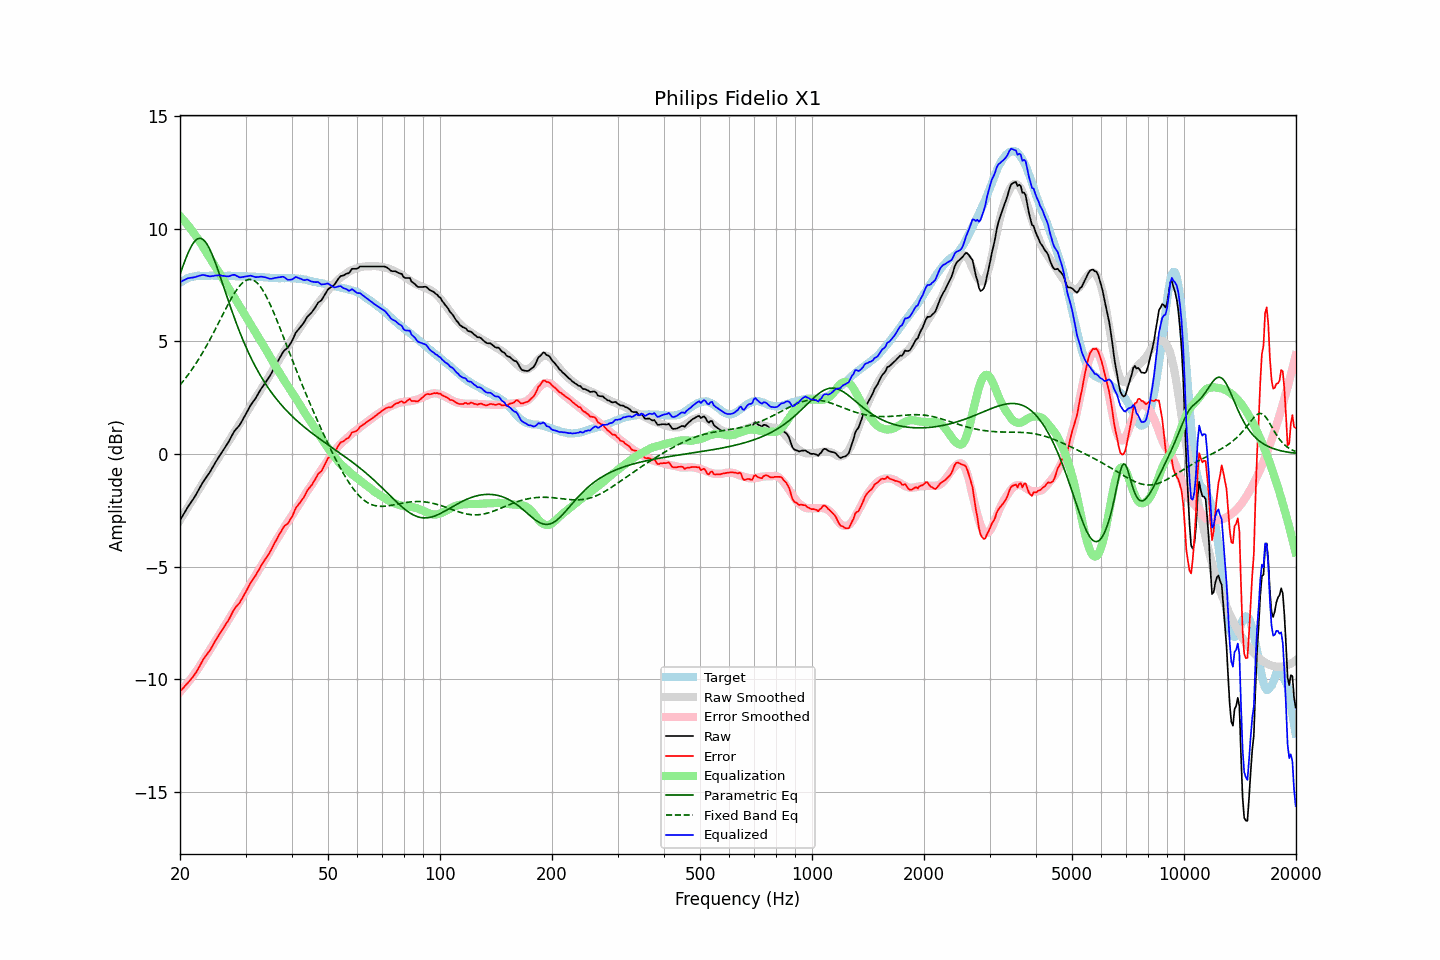 Philips Fidelio X1
Amplitude (dBr)
15
10
5
0
−5
−10
−15
20
50
100
200
500
1000
2000
5000
10000
20000
Frequency (Hz)
Target
Raw Smoothed
Error Smoothed
Raw
Error
Equalization
Parametric Eq
Fixed Band Eq
Equalized